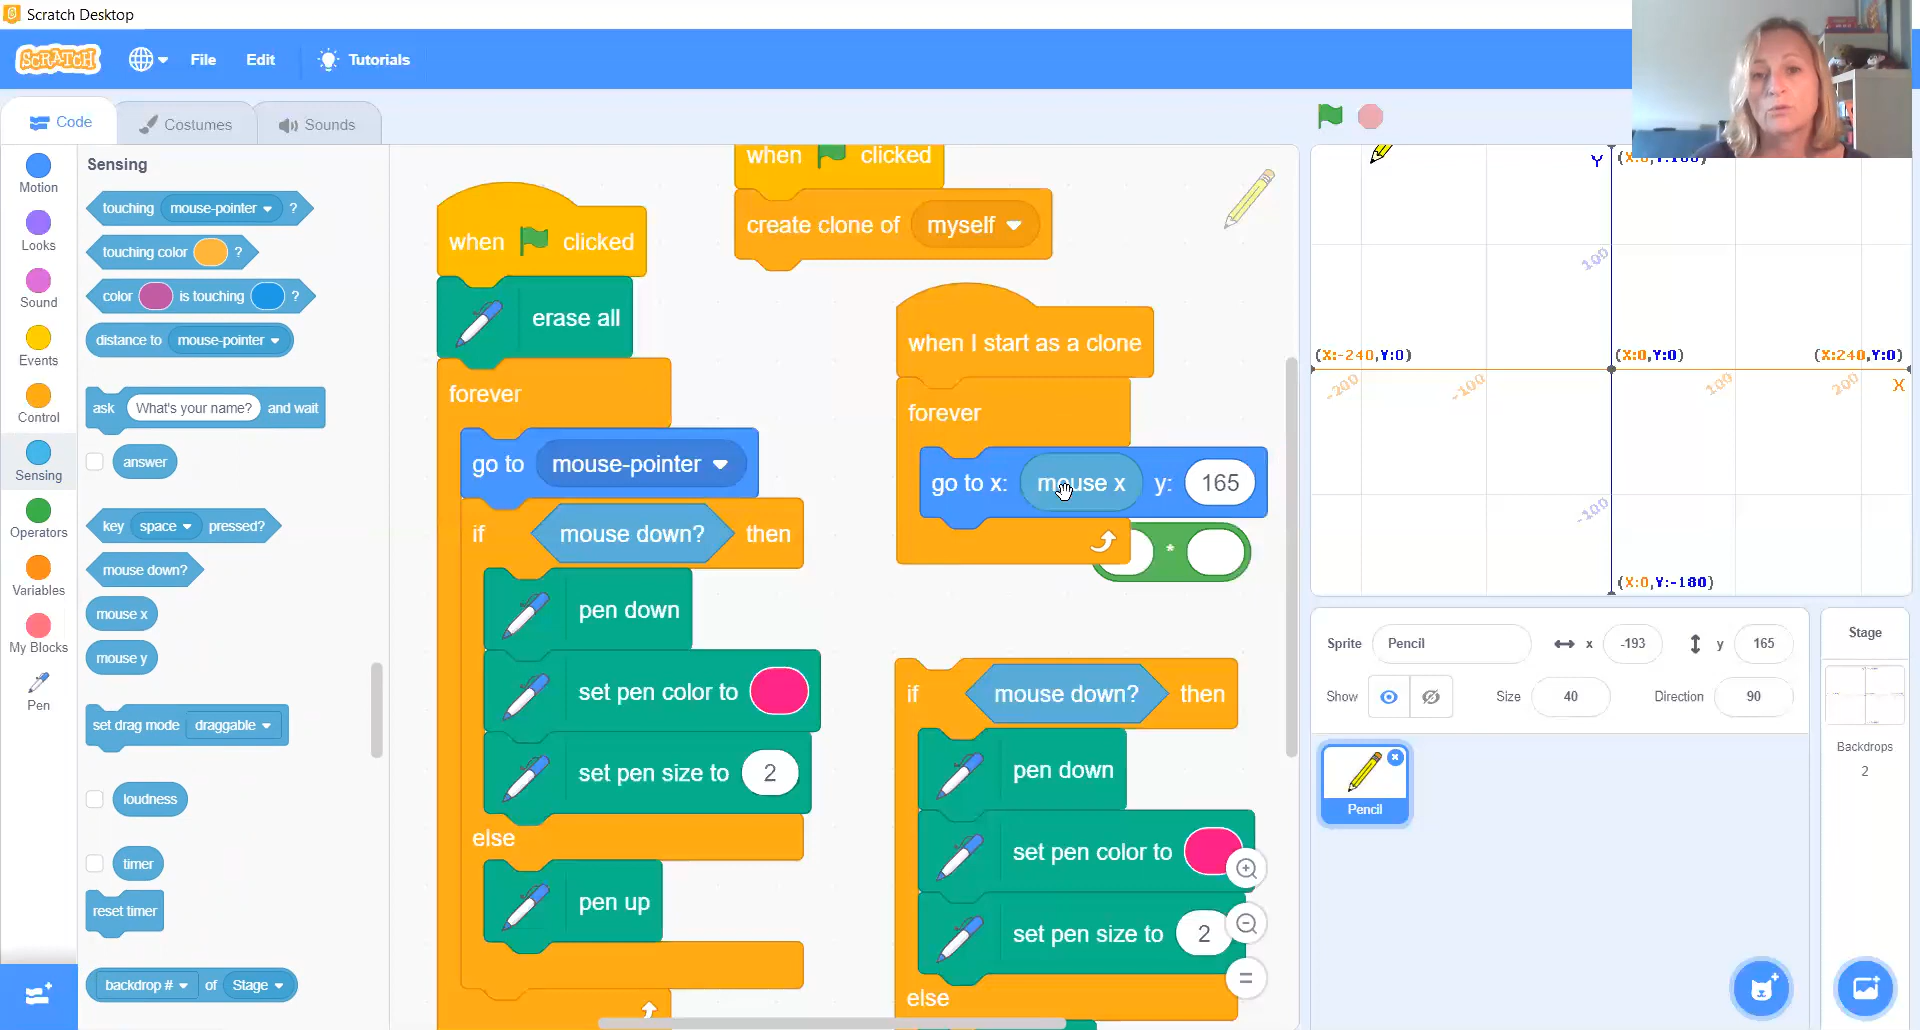 Scratch Desktop
SCRATCH
File
Edit
Tutorials
Code
Costumes
Sounds
Motion
Looks
Sound
Events
Control
Sensing
Operators
Variables
My Blocks
Pen
Sensing
touching mouse-pointer ?
touching color ?
color is touching ?
distance to mouse-pointer
ask What's your name? and wait
answer
key space pressed?
mouse down?
mouse x
mouse y
set drag mode draggable
loudness
timer
reset timer
backdrop # of Stage
when clicked
erase all
forever
go to mouse-pointer
if mouse down? then
pen down
set pen color to
set pen size to 2
else
pen up
when clicked
create clone of myself
when I start as a clone
forever
go to x: mouse x y: 165
*
if mouse down? then
pen down
set pen color to
set pen size to 2
else
Y
100
(X:-240,Y:0)
(X:0,Y:0)
(X:240,Y:0)
-200
-100
100
200
X
-100
(X:0,Y:-180)
Sprite Pencil x -193 y 165
Show Size 40 Direction 90
Pencil
Stage
Backdrops
2